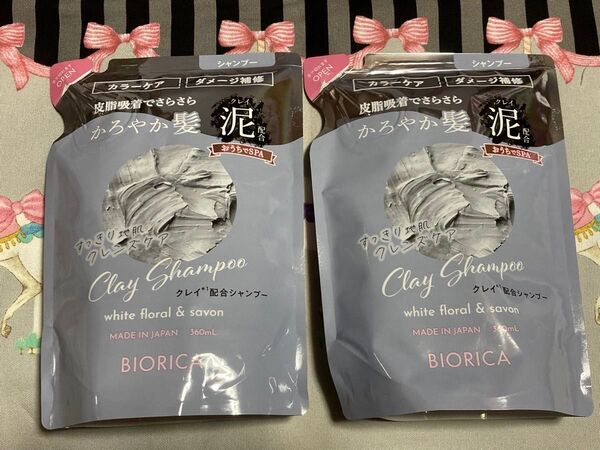 OPEN
シャンプー
カラーケア
ダメージ補修
皮脂吸着でさらさら
かろやか髪
クレイ
泥
配合
おうちでSPA
すっきり地肌
クレンズケア
Clay Shampoo
クレイ*1配合シャンプー
white floral & savon
MADE IN JAPAN 360mL
BIORICA
OPEN
シャンプー
カラーケア
ダメージ補修
皮脂吸着でさらさら
かろやか髪
クレイ
泥
配合
おうちでSPA
すっきり地肌
クレンズケア
Clay Shampoo
クレイ*1配合シャンプー
white floral & savon
MADE IN JAPAN 360mL
BIORICA